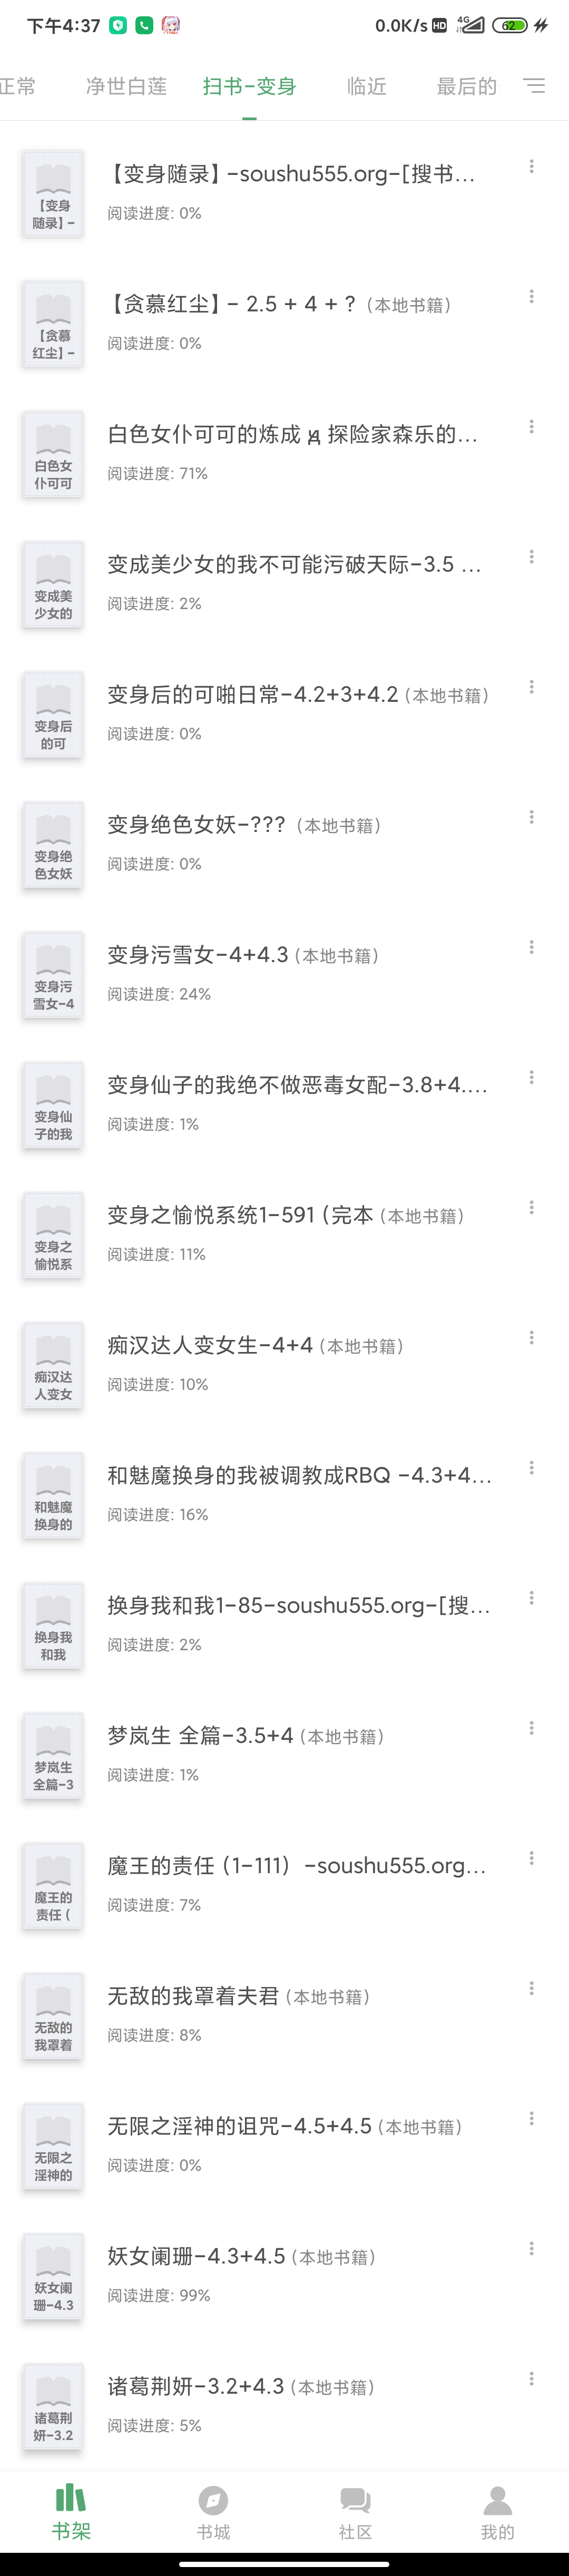 下午4:37
0.0K/s HD 4G 62
正常 净世白莲 扫书-变身 临近 最后的
【变身随录】-
【变身随录】-soushu555.org-[搜书...
阅读进度: 0%
【贪慕红尘】-
【贪慕红尘】- 2.5 + 4 + ? (本地书籍)
阅读进度: 0%
白色女仆可可
白色女仆可可的炼成 探险家森乐的...
阅读进度: 71%
变成美少女的
变成美少女的我不可能污破天际-3.5 ...
阅读进度: 2%
变身后的可
变身后的可啪日常-4.2+3+4.2 (本地书籍)
阅读进度: 0%
变身绝色女妖
变身绝色女妖-??? (本地书籍)
阅读进度: 0%
变身污雪女-4
变身污雪女-4+4.3 (本地书籍)
阅读进度: 24%
变身仙子的我
变身仙子的我绝不做恶毒女配-3.8+4....
阅读进度: 1%
变身之愉悦系
变身之愉悦系统1-591 (完本 (本地书籍)
阅读进度: 11%
痴汉达人变女
痴汉达人变女生-4+4 (本地书籍)
阅读进度: 10%
和魅魔换身的
和魅魔换身的我被调教成RBQ -4.3+4...
阅读进度: 16%
换身我和我
换身我和我1-85-soushu555.org-[搜...
阅读进度: 2%
梦岚生全篇-3
梦岚生 全篇-3.5+4 (本地书籍)
阅读进度: 1%
魔王的责任 (
魔王的责任 (1-111) -soushu555.org...
阅读进度: 7%
无敌的我罩着
无敌的我罩着夫君 (本地书籍)
阅读进度: 8%
无限之淫神的
无限之淫神的诅咒-4.5+4.5 (本地书籍)
阅读进度: 0%
妖女阑珊-4.3
妖女阑珊-4.3+4.5 (本地书籍)
阅读进度: 99%
诸葛荆妍-3.2
诸葛荆妍-3.2+4.3 (本地书籍)
阅读进度: 5%
书架 书城 社区 我的